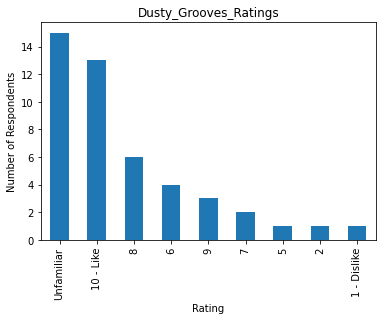 Dusty_Grooves_Ratings
Number of Respondents
14
12
10
8
6
4
2
0
Unfamiliar
10 - Like
8
6
9
7
5
2
1 - Dislike
Rating